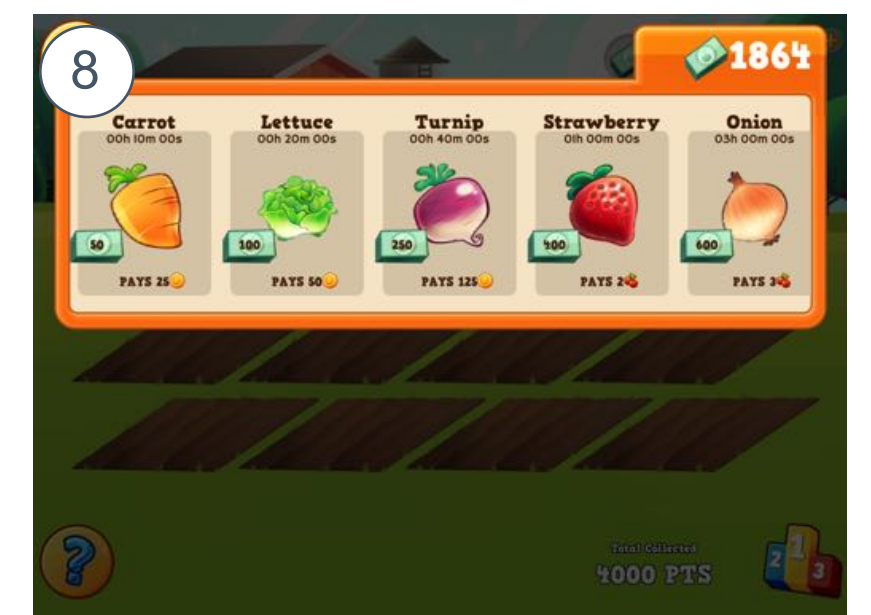 8
1864
Carrot Lettuce Turnip Strawberry Onion
00h 10m 00s 00h 20m 00s 00h 40m 00s 01h 00m 00s 03h 00m 00s
50 100 250 400 600
PAYS 25 PAYS 50 PAYS 125 PAYS 2 PAYS 3
?
Total Collected
4000 PTS
2 1 3